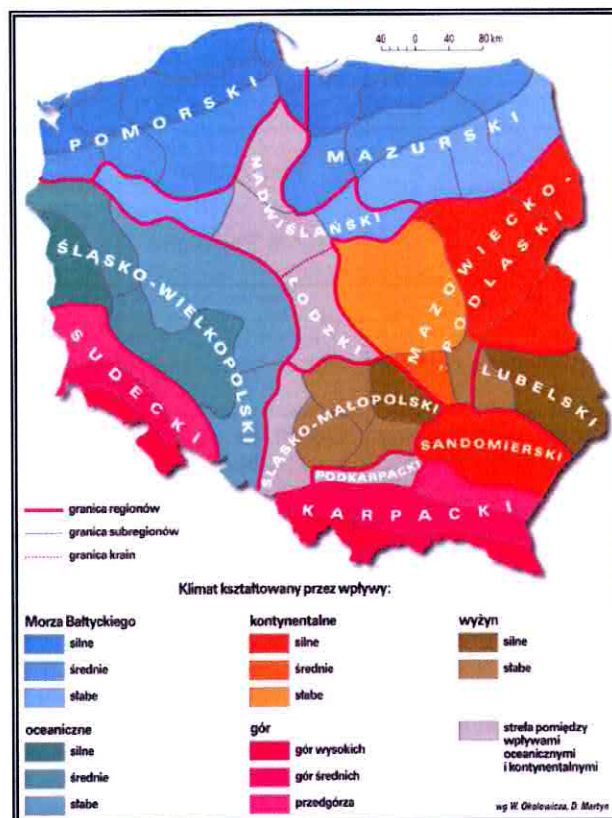 40 0 40 80 km
POMORSKI
MAZURSKI
NADWIŚLAŃSKI
MAZOWIECKO-
-PODLASKI
ŚLĄSKO-WIELKOPOLSKI
ŁÓDZKI
SUDECKI
LUBELSKI
ŚLĄSKO-MAŁOPOLSKI
SANDOMIERSKI
PODKARPACKI
KARPACKI
granica regionów
granica subregionów
granica krain
Klimat kształtowany przez wpływy:
Morza Bałtyckiego
silne
średnie
słabe
kontynentalne
silne
średnie
słabe
wyżyn
silne
słabe
oceaniczne
silne
średnie
słabe
gór
gór wysokich
gór średnich
przedgórza
strefa pomiędzy
wpływami
oceanicznymi
i kontynentalnymi
wg W. Okołowicza, D. Martyn